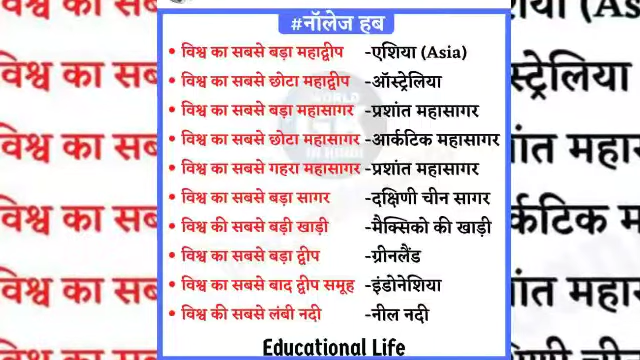 #नॉलेज हब
• विश्व का सबसे बड़ा महाद्वीप -एशिया (Asia)
• विश्व का सबसे छोटा महाद्वीप -ऑस्ट्रेलिया
• विश्व का सबसे बड़ा महासागर -प्रशांत महासागर
• विश्व का सबसे छोटा महासागर -आर्कटिक महासागर
• विश्व का सबसे गहरा महासागर -प्रशांत महासागर
• विश्व का सबसे बड़ा सागर -दक्षिणी चीन सागर
• विश्व की सबसे बड़ी खाड़ी -मैक्सिको की खाड़ी
• विश्व का सबसे बड़ा द्वीप -ग्रीनलैंड
• विश्व का सबसे बाद द्वीप समूह -इंडोनेशिया
• विश्व की सबसे लंबी नदी -नील नदी
Educational Life